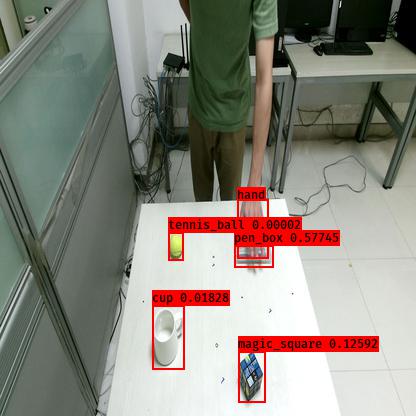 hand
tennis_ball 0.00002
pen_box 0.57745
cup 0.01828
magic_square 0.12592